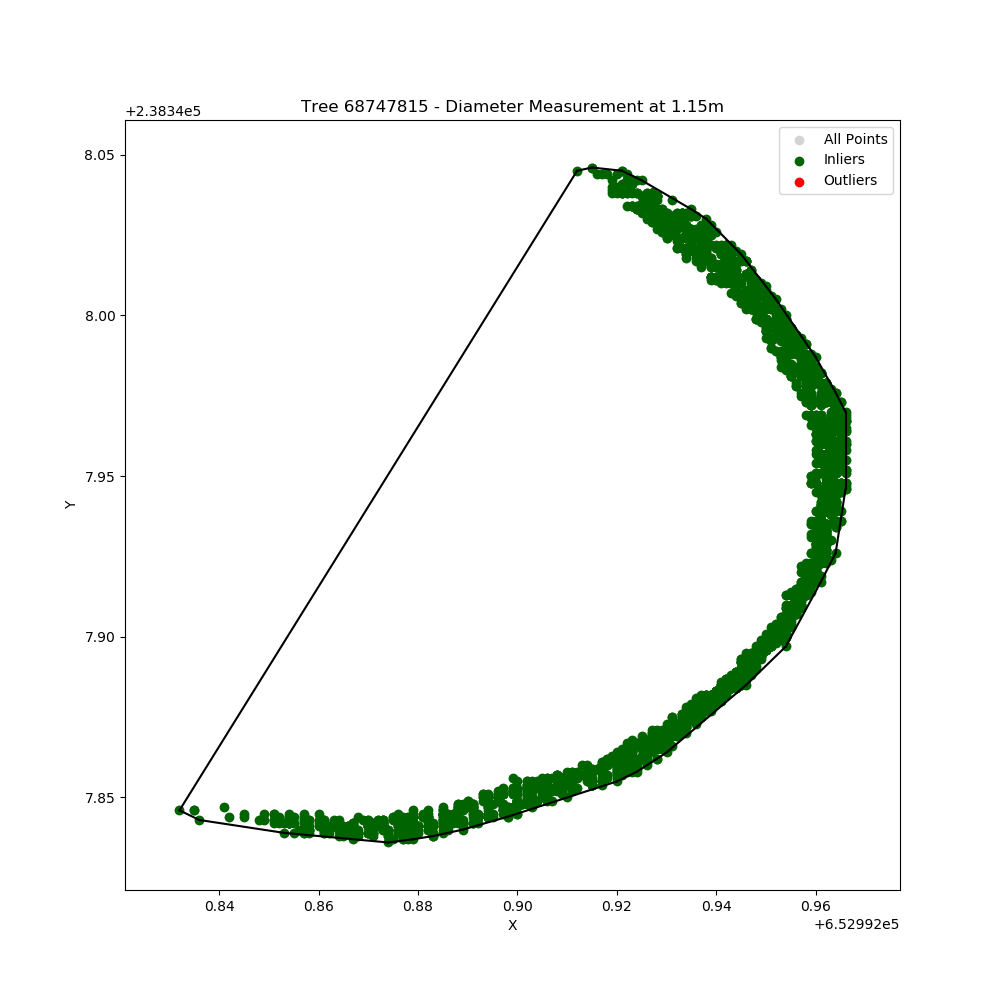 Tree 68747815 - Diameter Measurement at 1.15m
+2.3834e5
All Points
Inliers
Outliers
8.05
8.00
7.95
7.90
7.85
Y
0.84 0.86 0.88 0.90 0.92 0.94 0.96
X
+6.52992e5